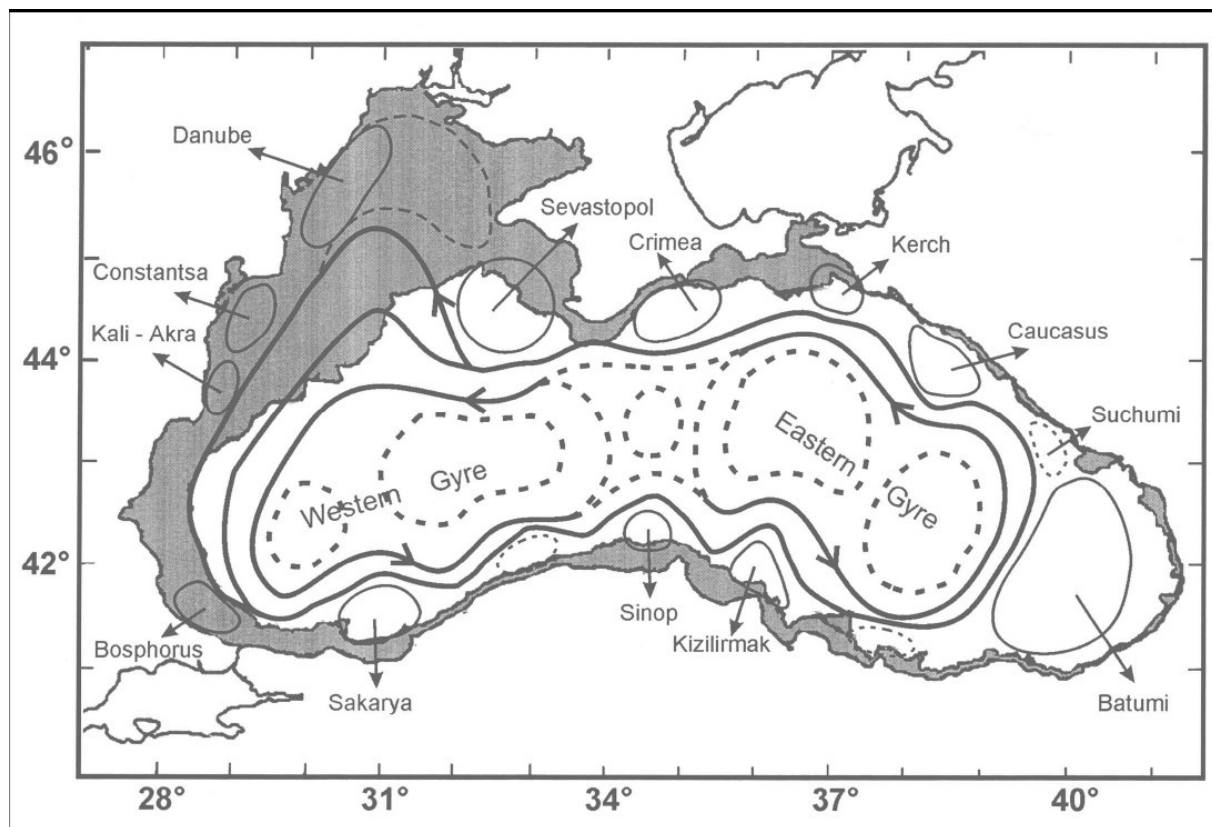 46°
44°
42°
28°
31°
34°
37°
40°
Danube
Sevastopol
Crimea
Kerch
Constantsa
Kali - Akra
Caucasus
Suchumi
Western
Gyre
Eastern
Gyre
Bosphorus
Sakarya
Sinop
Kizilirmak
Batumi